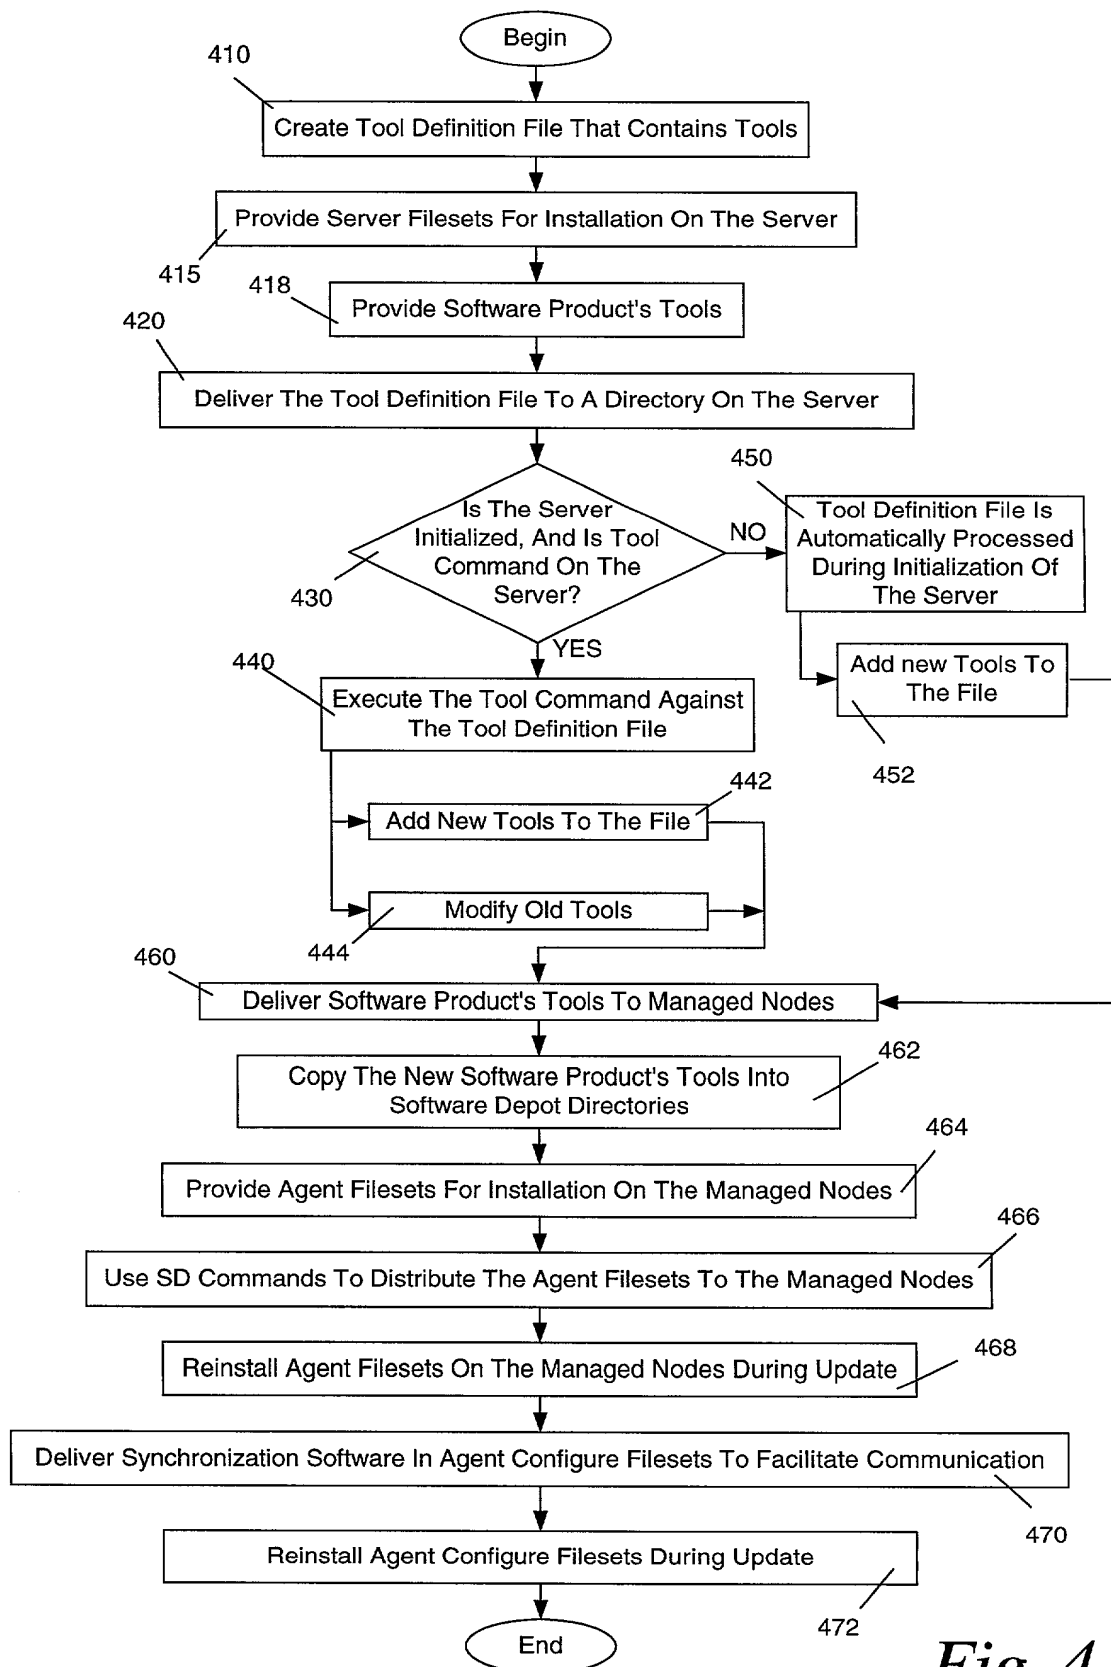 Begin
410
Create Tool Definition File That Contains Tools
Provide Server Filesets For Installation On The Server
415
418
Provide Software Product's Tools
420
Deliver The Tool Definition File To A Directory On The Server
Is The Server
Initialized, And Is Tool
Command On The
Server?
430
NO
450
Tool Definition File Is
Automatically Processed
During Initialization Of
The Server
YES
Add new Tools To
The File
452
440
Execute The Tool Command Against
The Tool Definition File
442
Add New Tools To The File
Modify Old Tools
444
460
Deliver Software Product's Tools To Managed Nodes
462
Copy The New Software Product's Tools Into
Software Depot Directories
464
Provide Agent Filesets For Installation On The Managed Nodes
466
Use SD Commands To Distribute The Agent Filesets To The Managed Nodes
468
Reinstall Agent Filesets On The Managed Nodes During Update
Deliver Synchronization Software In Agent Configure Filesets To Facilitate Communication
470
Reinstall Agent Configure Filesets During Update
472
End
Fig. 4